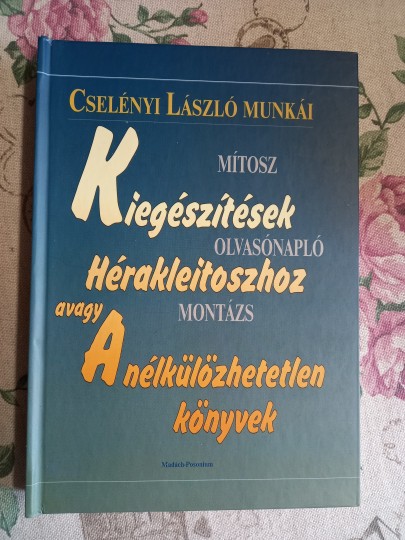 CSELÉNYI LÁSZLÓ MUNKÁI
MÍTOSZ
Kiegészítések
OLVASÓNAPLÓ
Hérakleitoszhoz
avagy MONTÁZS
A nélkülözhetetlen
könyvek
Madách-Posonium